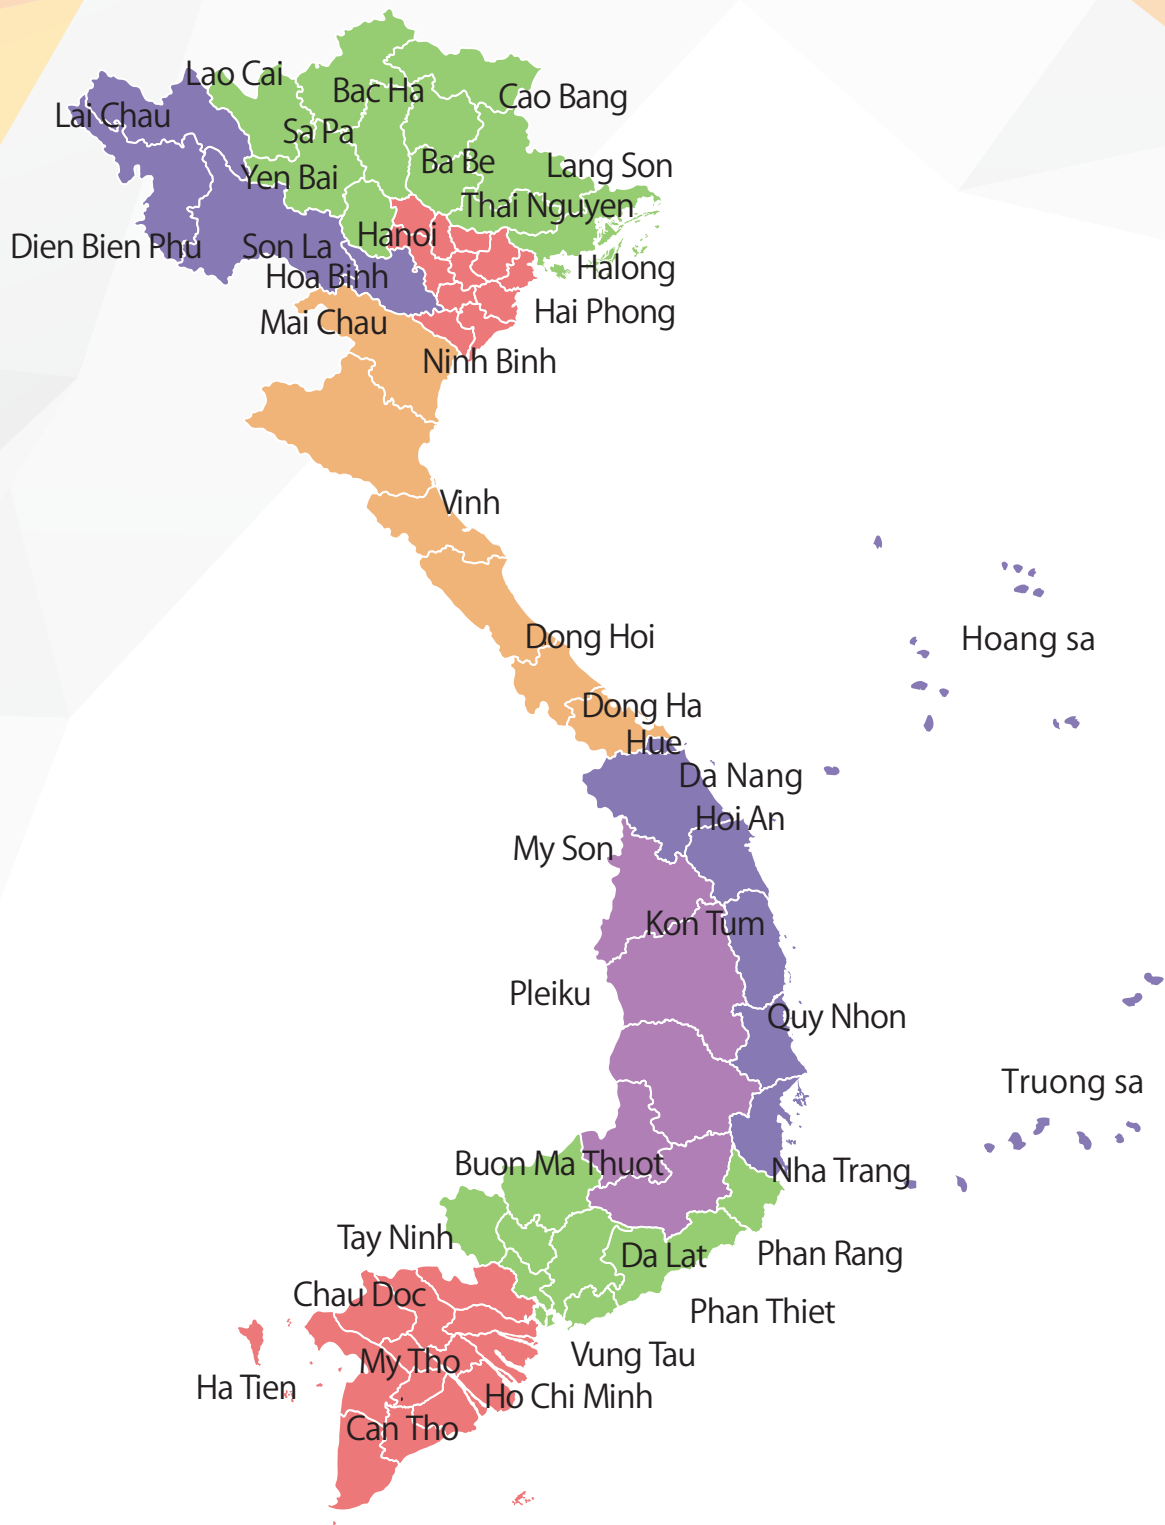 Lao Cai
Bac Ha
Cao Bang
Lai Chau
Sa Pa
Ba Be
Lang Son
Yen Bai
Thai Nguyen
Hanoi
Dien Bien Phu
Son La
Halong
Hoa Binh
Hai Phong
Mai Chau
Ninh Binh
Vinh
Dong Hoi
Hoang sa
Dong Ha
Hue
Da Nang
Hoi An
My Son
Kon Tum
Pleiku
Quy Nhon
Truong sa
Buon Ma Thuot
Nha Trang
Tay Ninh
Da Lat
Phan Rang
Chau Doc
Phan Thiet
Vung Tau
My Tho
Ha Tien
Ho Chi Minh
Can Tho